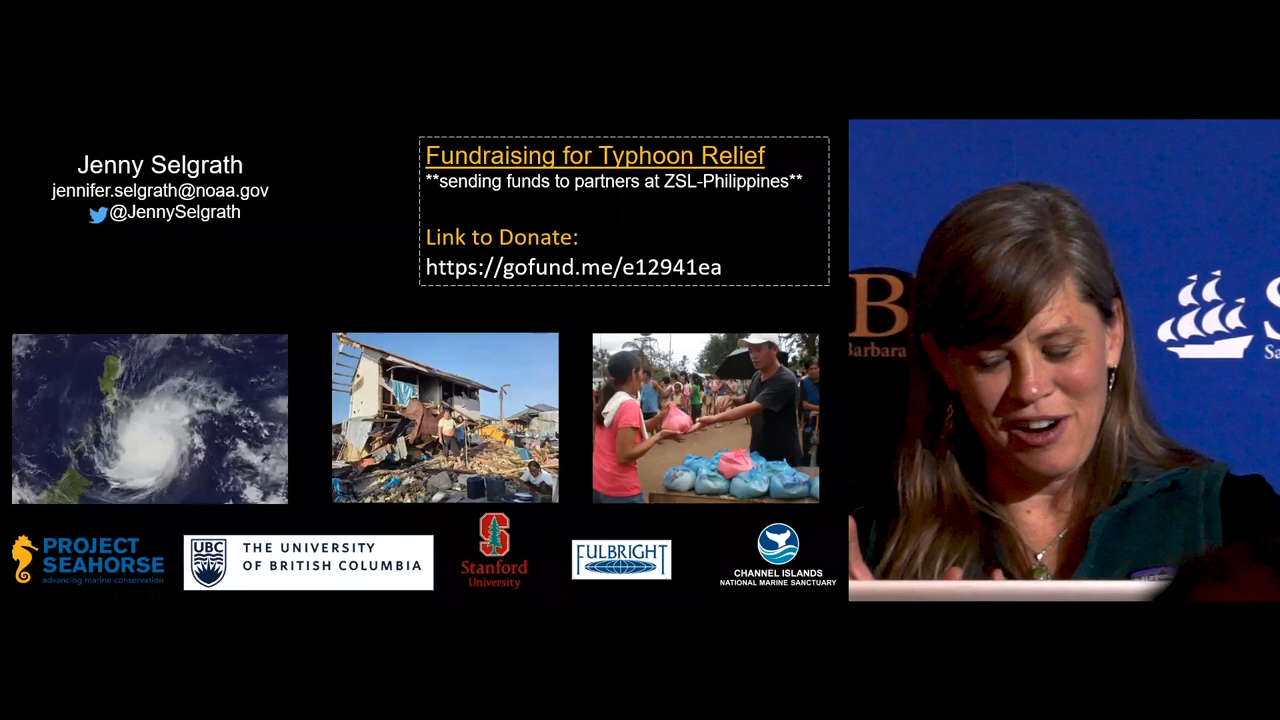 Jenny Selgrath
jennifer.selgrath@noaa.gov
@JennySelgrath
Fundraising for Typhoon Relief
**sending funds to partners at ZSL-Philippines**
Link to Donate:
https://gofund.me/e12941ea
B
Barbara
PROJECT
SEAHORSE
advancing marine conservation
UBC
THE UNIVERSITY
OF BRITISH COLUMBIA
S
Stanford
University
FULBRIGHT
CHANNEL ISLANDS
NATIONAL MARINE SANCTUARY